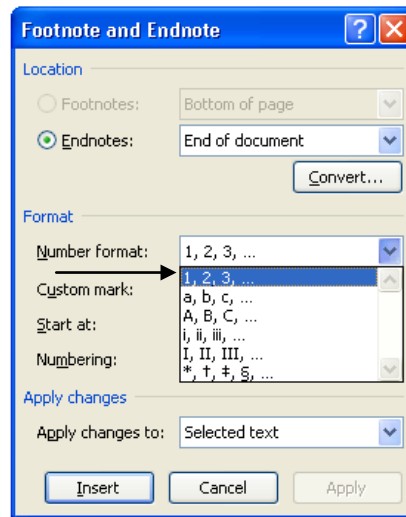 Footnote and Endnote
Location
Footnotes: Bottom of page
Endnotes: End of document
Convert...
Format
Number format: 1, 2, 3, ...
1, 2, 3, ...
Custom mark: a, b, c, ...
A, B, C, ...
Start at: i, ii, iii, ...
Numbering: I, II, III, ...
*, †, ‡, §, ...
Apply changes
Apply changes to: Selected text
Insert Cancel Apply